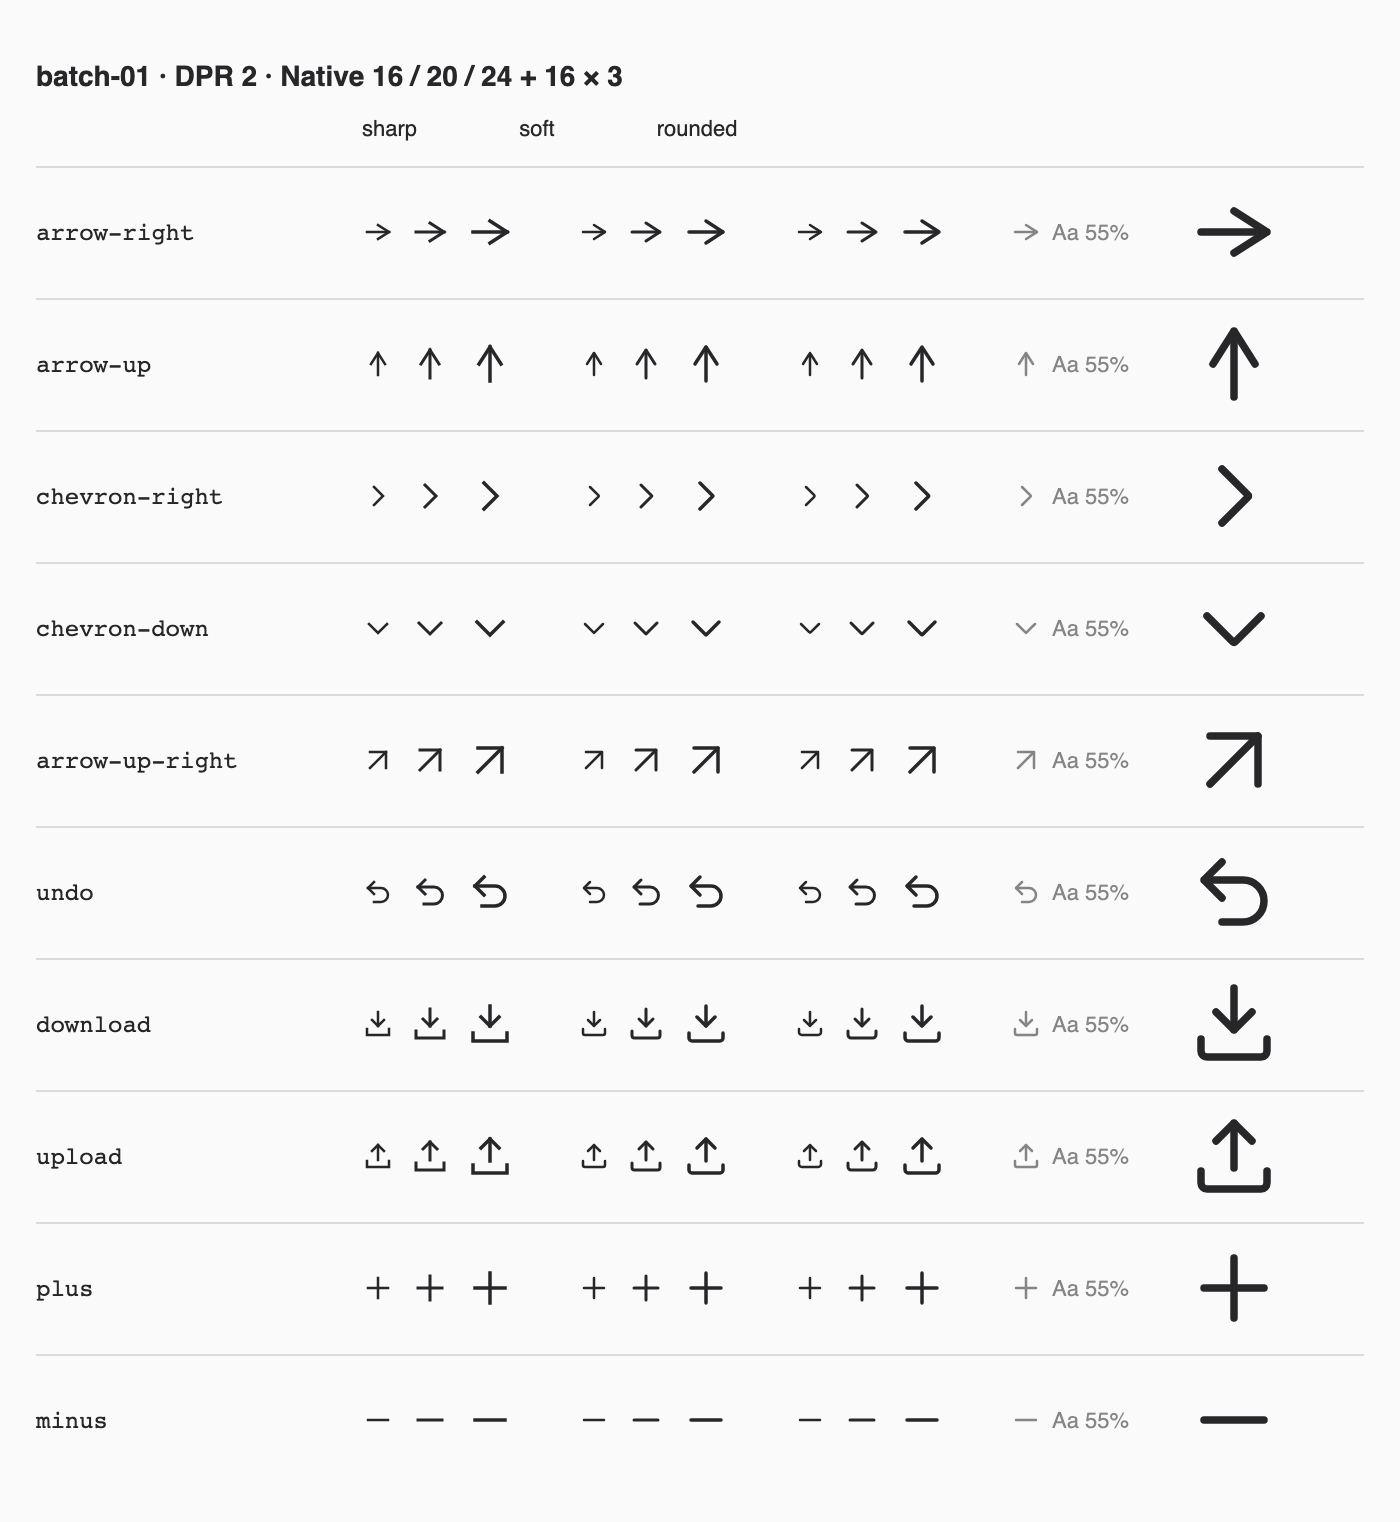 batch-01 · DPR 2 · Native 16 / 20 / 24 + 16 × 3
sharp soft rounded
arrow-right Aa 55%
arrow-up Aa 55%
chevron-right Aa 55%
chevron-down Aa 55%
arrow-up-right Aa 55%
undo Aa 55%
download Aa 55%
upload Aa 55%
plus Aa 55%
minus Aa 55%